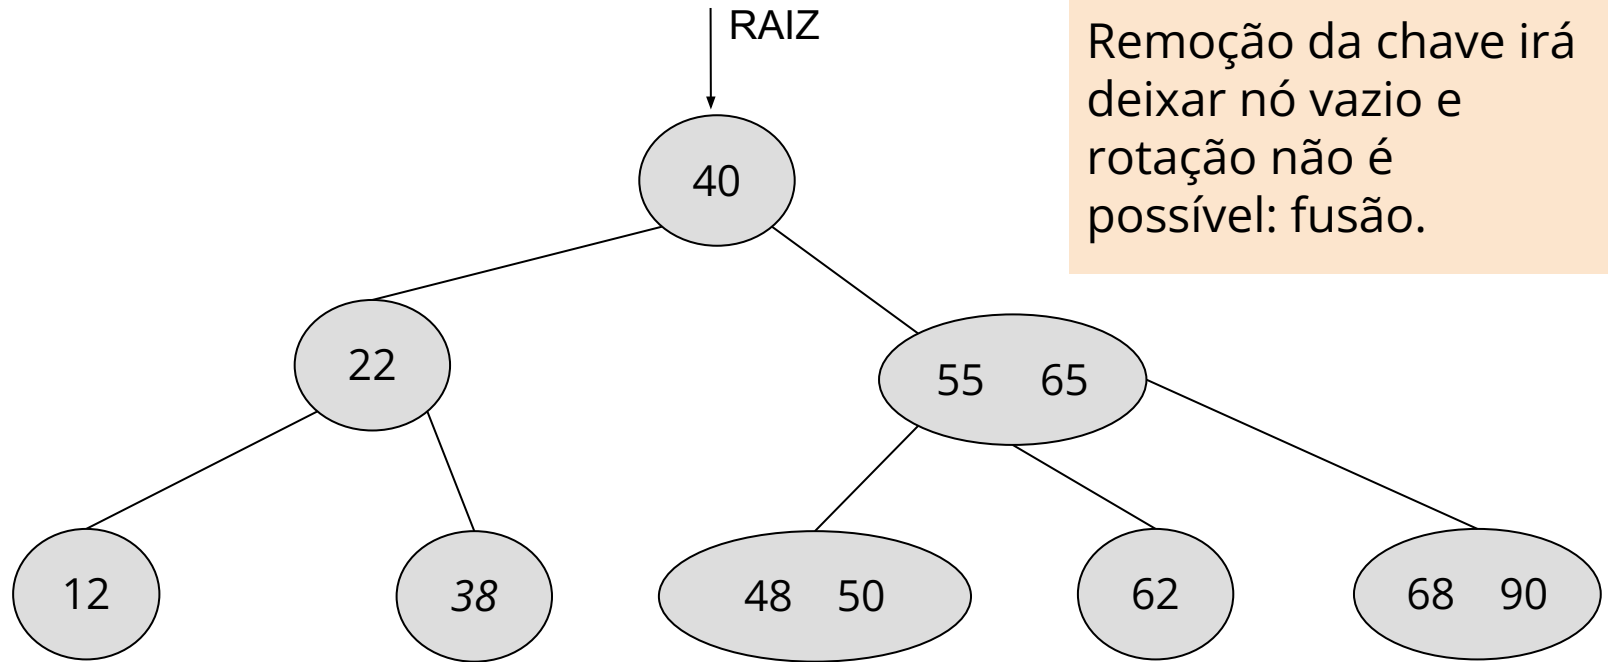 RAIZ
Remoção da chave irá
deixar nó vazio e
rotação não é
possível: fusão.
40
22
55 65
12
38
48 50
62
68 90